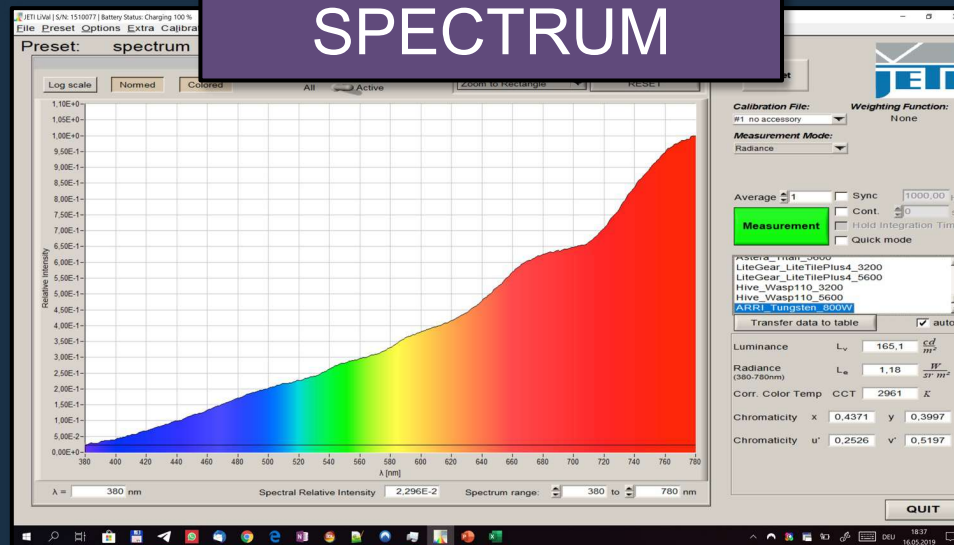 SPECTRUM
JETI LiVal | S/N: 1510077 | Battery Status: Charging 100 %
File Preset Options Extra
Preset: spectrum
Log scale Normed Colored All Active Zoom to Rectangle RESET
1,10E+0
1,05E+0
1,00E+0
9,50E-1
9,00E-1
8,50E-1
8,00E-1
7,50E-1
7,00E-1
6,50E-1
6,00E-1
5,50E-1
5,00E-1
4,50E-1
4,00E-1
3,50E-1
3,00E-1
2,50E-1
2,00E-1
1,50E-1
1,00E-1
5,00E-2
0,00E+0
Relative Intensity
380 400 420 440 460 480 500 520 540 560 580 600 620 640 660 680 700 720 740 760 780
λ [nm]
λ = 380 nm Spectral Relative Intensity 2,296E-2 Spectrum range: 380 to 780 nm
JETI
Calibration File: Weighting Function:
#1 no accessory None
Measurement Mode:
Radiance
Average 1 Sync 1000,00
Cont. 0
Measurement Hold Integration Tim
Quick mode
Astera_Titan_5600
LiteGear_LiteTilePlus4_3200
LiteGear_LiteTilePlus4_5600
Hive_Wasp110_3200
Hive_Wasp110_5600
ARRI_Tungsten_800W
Transfer data to table auto
Luminance Lv 165,1 cd/m²
Radiance Le 1,18 W/sr m²
(380-780nm)
Corr. Color Temp CCT 2961 K
Chromaticity x 0,4371 y 0,3997
Chromaticity u' 0,2526 v' 0,5197
QUIT
DEU 18:37
16.05.2019